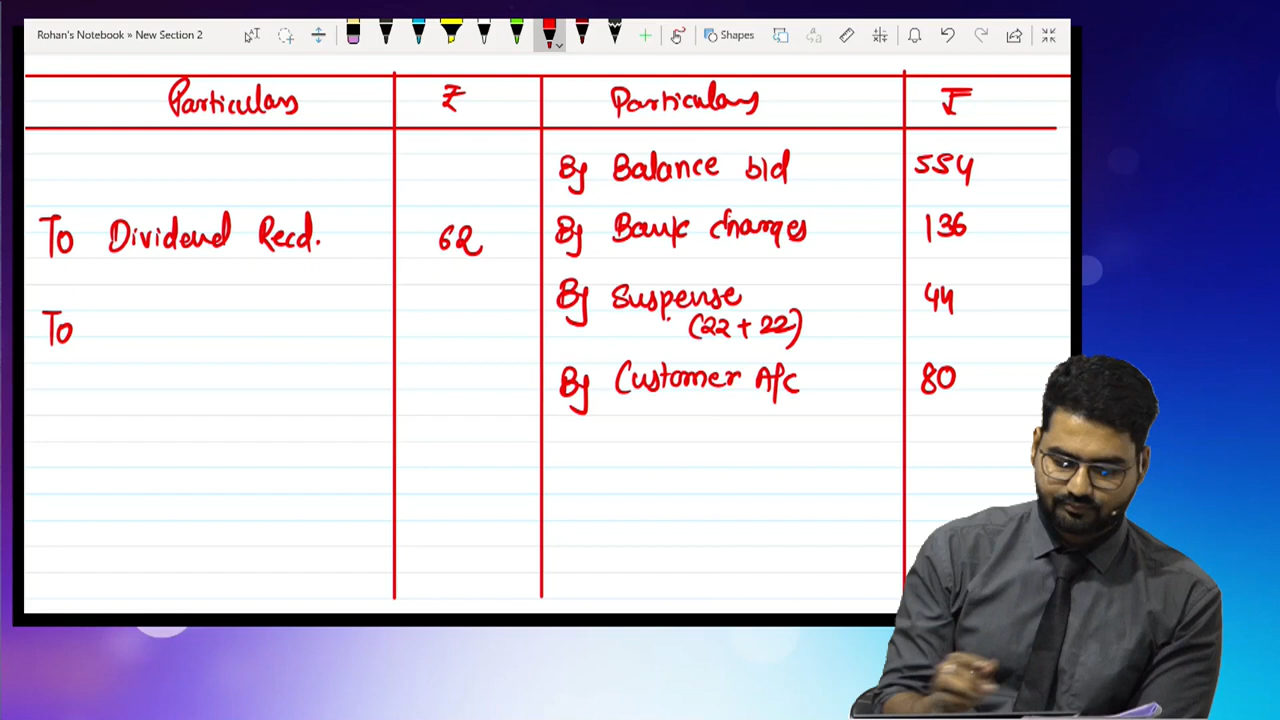 Rohan's Notebook » New Section 2
Shapes
Particulars ₹ Particulars ₹
By Balance b/d 554
To Dividend Recd. 62 By Bank charges 136
By Suspense 44
(22 + 22)
To
By Customer A/c 80